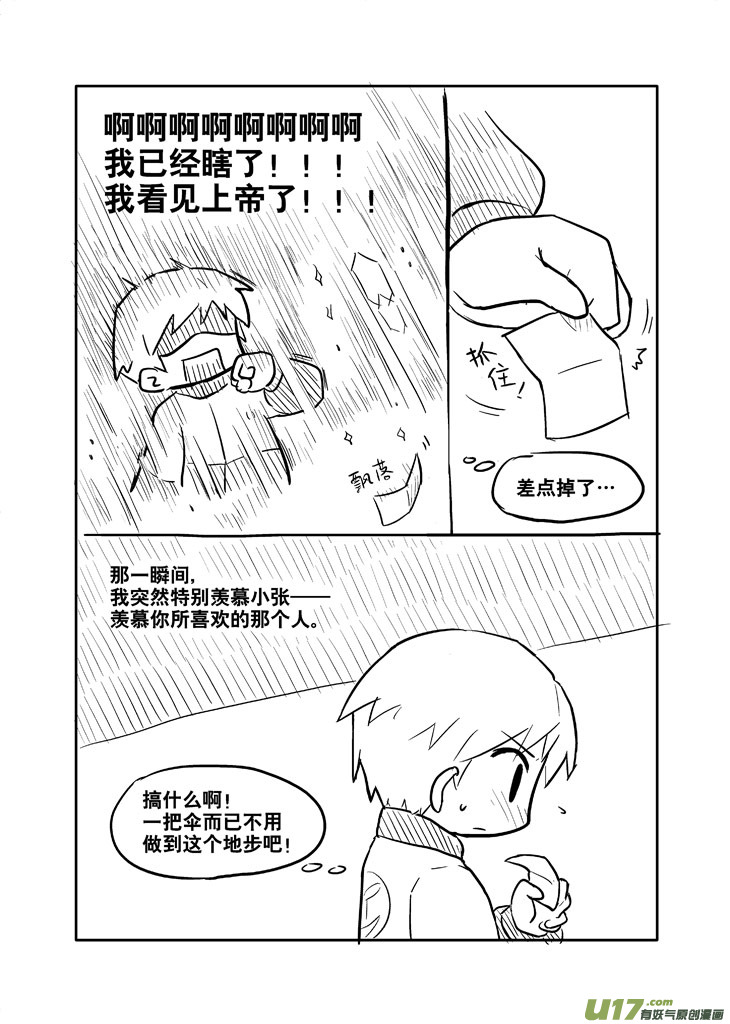 啊啊啊啊啊啊啊啊
我已经瞎了！！！
我看见上帝了！！！
飘落
抓
住！
差点掉了…
那一瞬间，
我突然特别羡慕小张——
羡慕你所喜欢的那个人。
搞什么啊！
一把伞而已不用
做到这个地步吧！
U17.com
有妖气原创漫画